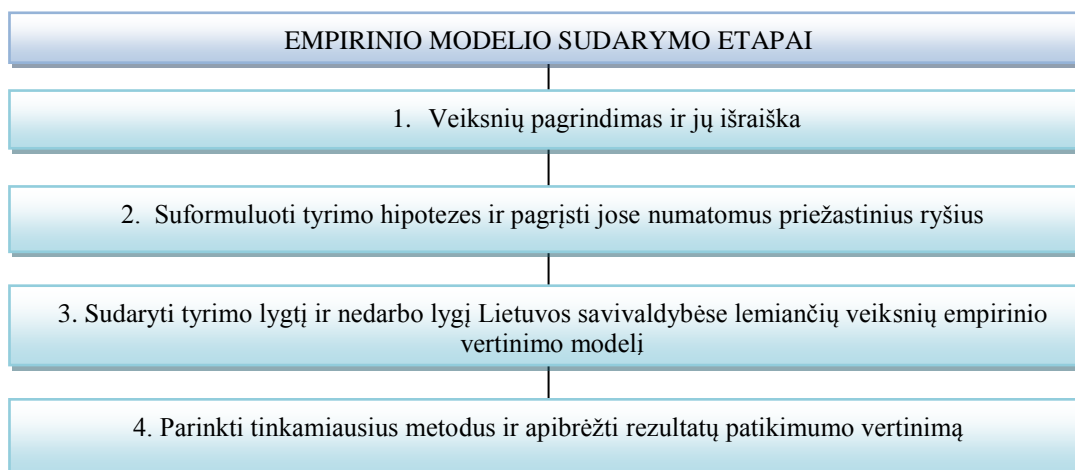 EMPIRINIO MODELIO SUDARYMO ETAPAI
1. Veiksnių pagrindimas ir jų išraiška
2. Suformuluoti tyrimo hipotezes ir pagrįsti jose numatomus priežastinius ryšius
3. Sudaryti tyrimo lygtį ir nedarbo lygį Lietuvos savivaldybėse lemiančių veiksnių empirinio
vertinimo modelį
4. Parinkti tinkamiausius metodus ir apibrėžti rezultatų patikimumo vertinimą